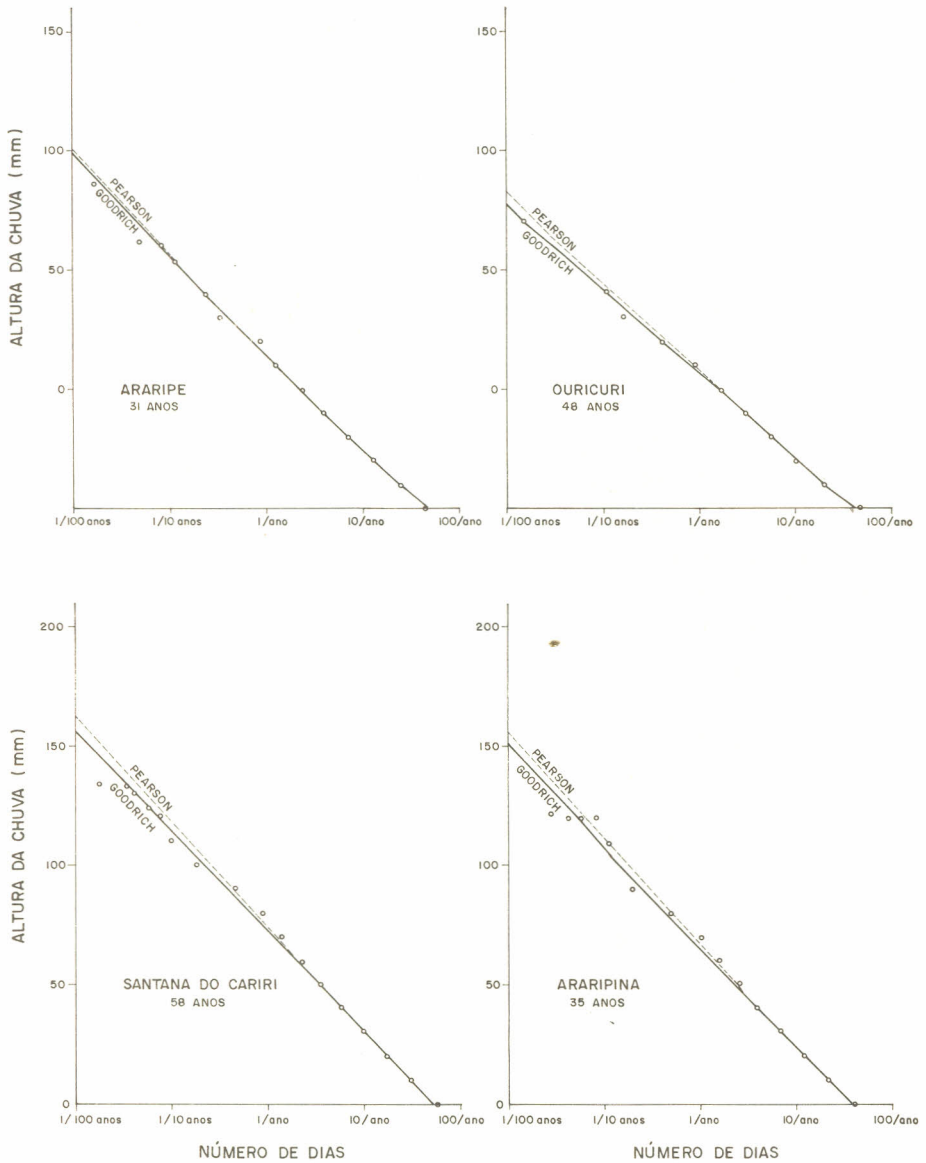 150
100
50
0
ALTURA DA CHUVA (mm)
PEARSON
GOODRICH
ARARIPE
31 ANOS
1/100 anos 1/10 anos 1/ano 10/ano 100/ano
150
100
50
0
PEARSON
GOODRICH
OURICURI
48 ANOS
1/100 anos 1/10 anos 1/ano 10/ano 100/ano
200
150
100
50
0
ALTURA DA CHUVA (mm)
PEARSON
GOODRICH
SANTANA DO CARIRI
58 ANOS
1/100 anos 1/10 anos 1/ano 10/ano 100/ano
NÚMERO DE DIAS
200
150
100
50
0
PEARSON
GOODRICH
ARARIPINA
35 ANOS
1/100 anos 1/10 anos 1/ano 10/ano 100/ano
NÚMERO DE DIAS